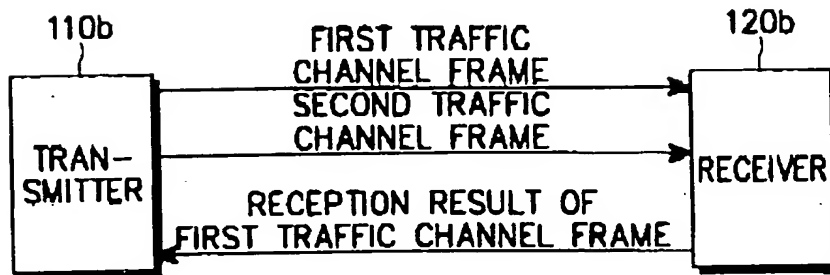 110b
120b
FIRST TRAFFIC
CHANNEL FRAME
SECOND TRAFFIC
CHANNEL FRAME
TRAN-
SMITTER
RECEIVER
RECEPTION RESULT OF
FIRST TRAFFIC CHANNEL FRAME